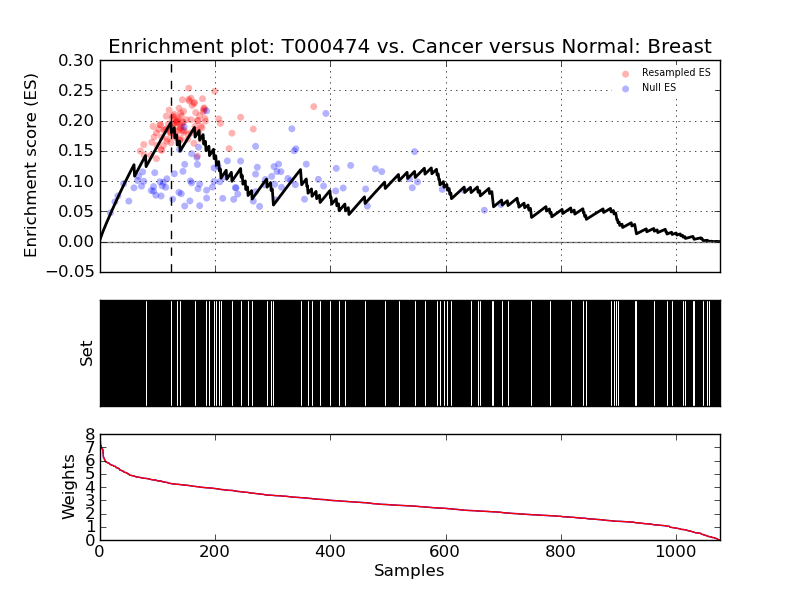 Enrichment plot: T000474 vs. Cancer versus Normal: Breast
Enrichment score (ES)
0.30
0.25
0.20
0.15
0.10
0.05
0.00
−0.05
Resampled ES
Null ES
Set
Weights
8
7
6
5
4
3
2
1
0
0 200 400 600 800 1000
Samples